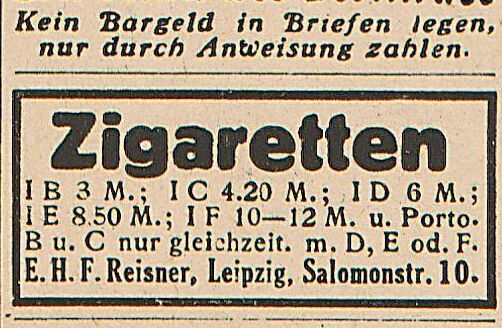 Kein Bargeld in Briefen legen,
nur durch Anweisung zahlen.
Zigaretten
I B 3 M.; I C 4.20 M.; I D 6 M.;
I E 8.50 M.; I F 10—12 M. u. Porto.
B u. C nur gleichzeit. m. D, E od. F.
E. H. F. Reisner, Leipzig, Salomonstr. 10.